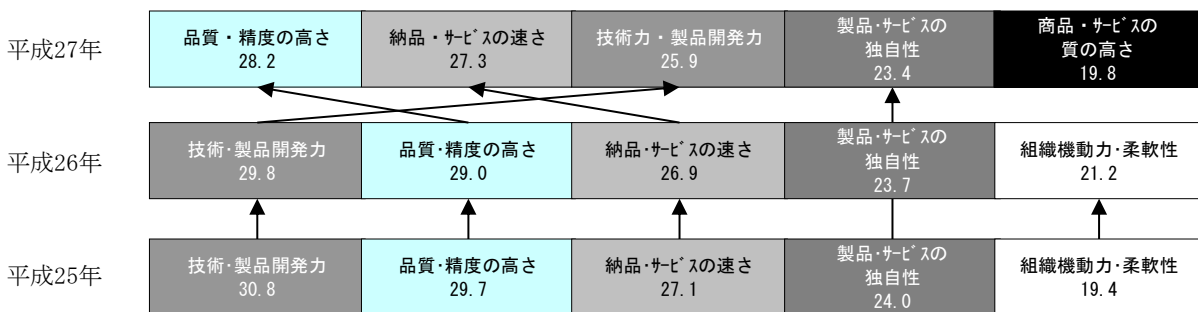 平成27年
品質・精度の高さ
28.2
納品・ｻｰﾋﾞｽの速さ
27.3
技術力・製品開発力
25.9
製品･ｻｰﾋﾞｽの
独自性
23.4
商品・ｻｰﾋﾞｽの
質の高さ
19.8
平成26年
技術･製品開発力
29.8
品質･精度の高さ
29.0
納品･ｻｰﾋﾞｽの速さ
26.9
製品･ｻｰﾋﾞｽの
独自性
23.7
組織機動力･柔軟性
21.2
平成25年
技術･製品開発力
30.8
品質･精度の高さ
29.7
納品･ｻｰﾋﾞｽの速さ
27.1
製品･ｻｰﾋﾞｽの
独自性
24.0
組織機動力･柔軟性
19.4